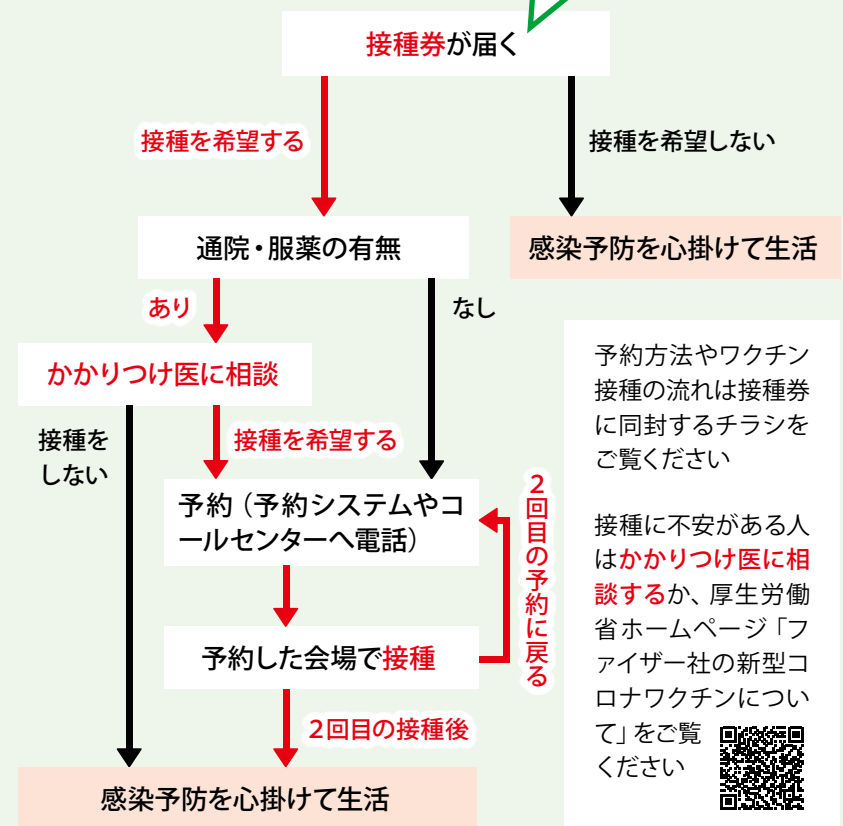 接種券が届く
接種を希望する
接種を希望しない
通院・服薬の有無
感染予防を心掛けて生活
あり
なし
かかりつけ医に相談
接種を
しない
接種を希望する
予約（予約システムやコ
ールセンターへ電話）
2回目の予約に戻る
予約した会場で接種
2回目の接種後
感染予防を心掛けて生活
予約方法やワクチン
接種の流れは接種券
に同封するチラシを
ご覧ください
接種に不安がある人
はかかりつけ医に相
談するか、厚生労働
省ホームページ「フ
ァイザー社の新型コ
ロナワクチンについ
て」をご覧
ください